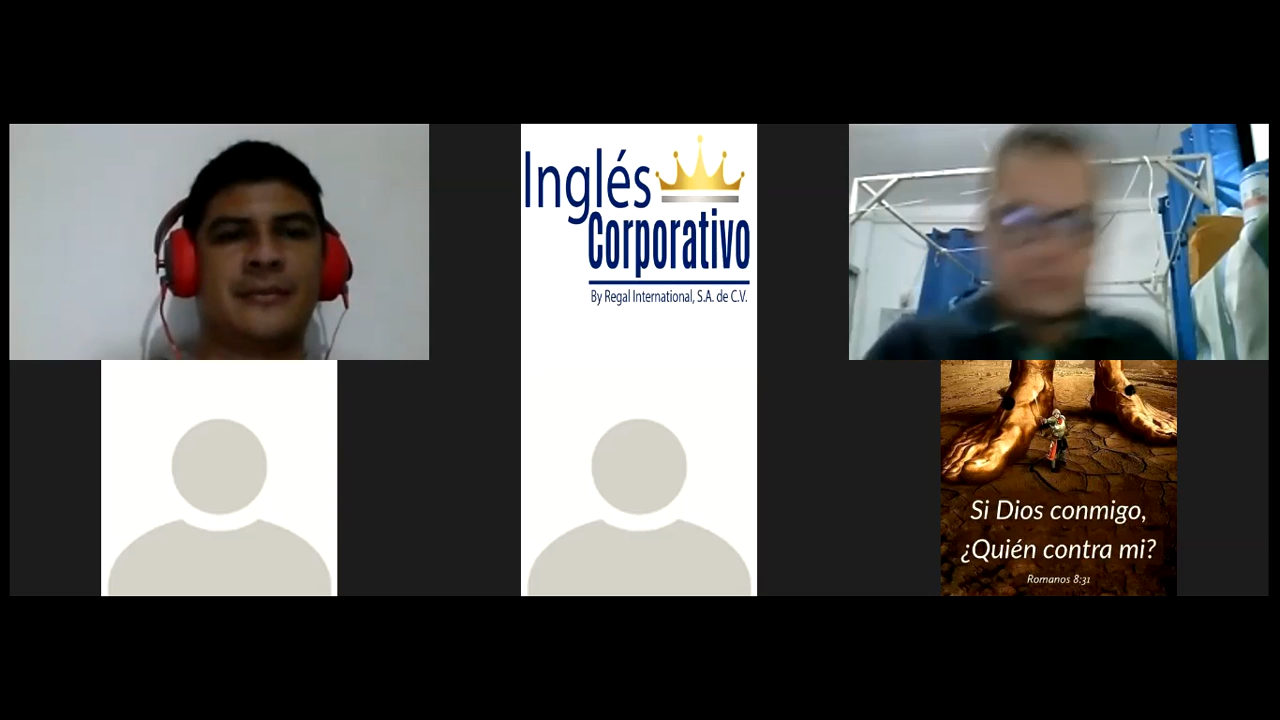 Inglés
Corporativo
By Regal International, S.A. de C.V.
Si Dios conmigo,
¿Quién contra mi?
Romanos 8:31